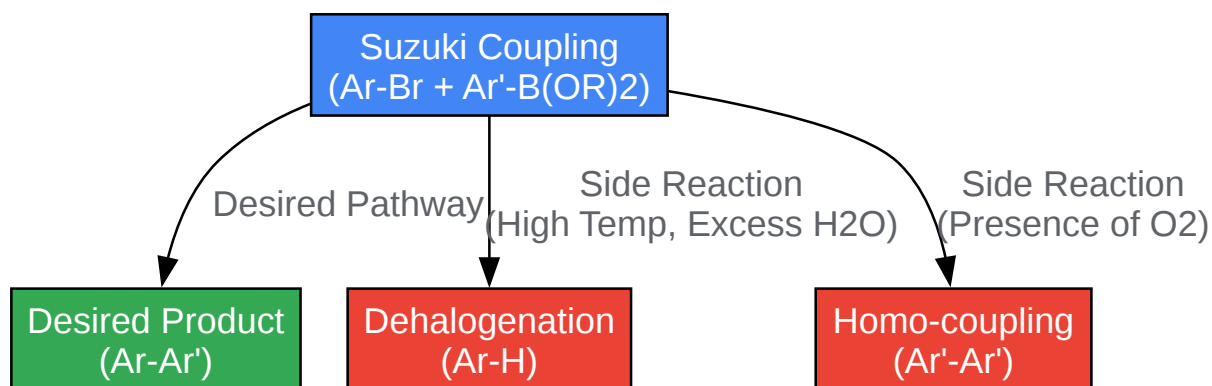 Suzuki Coupling
(Ar-Br + Ar'-B(OR)2)
Desired Pathway
Side Reaction
(High Temp, Excess H2O)
Side Reaction
(Presence of O2)
Desired Product
(Ar-Ar')
Dehalogenation
(Ar-H)
Homo-coupling
(Ar'-Ar')